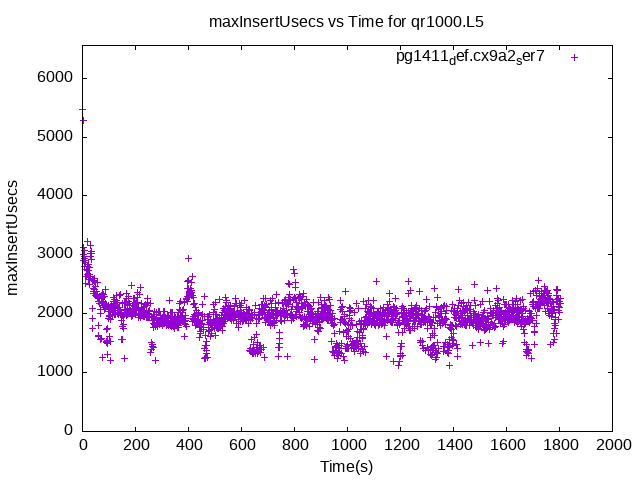 maxInsertUsecs vs Time for qr1000.L5
pg1411def.cx9a2ser7
6000
5000
4000
3000
2000
1000
0
maxInsertUsecs
0 200 400 600 800 1000 1200 1400 1600 1800 2000
Time(s)